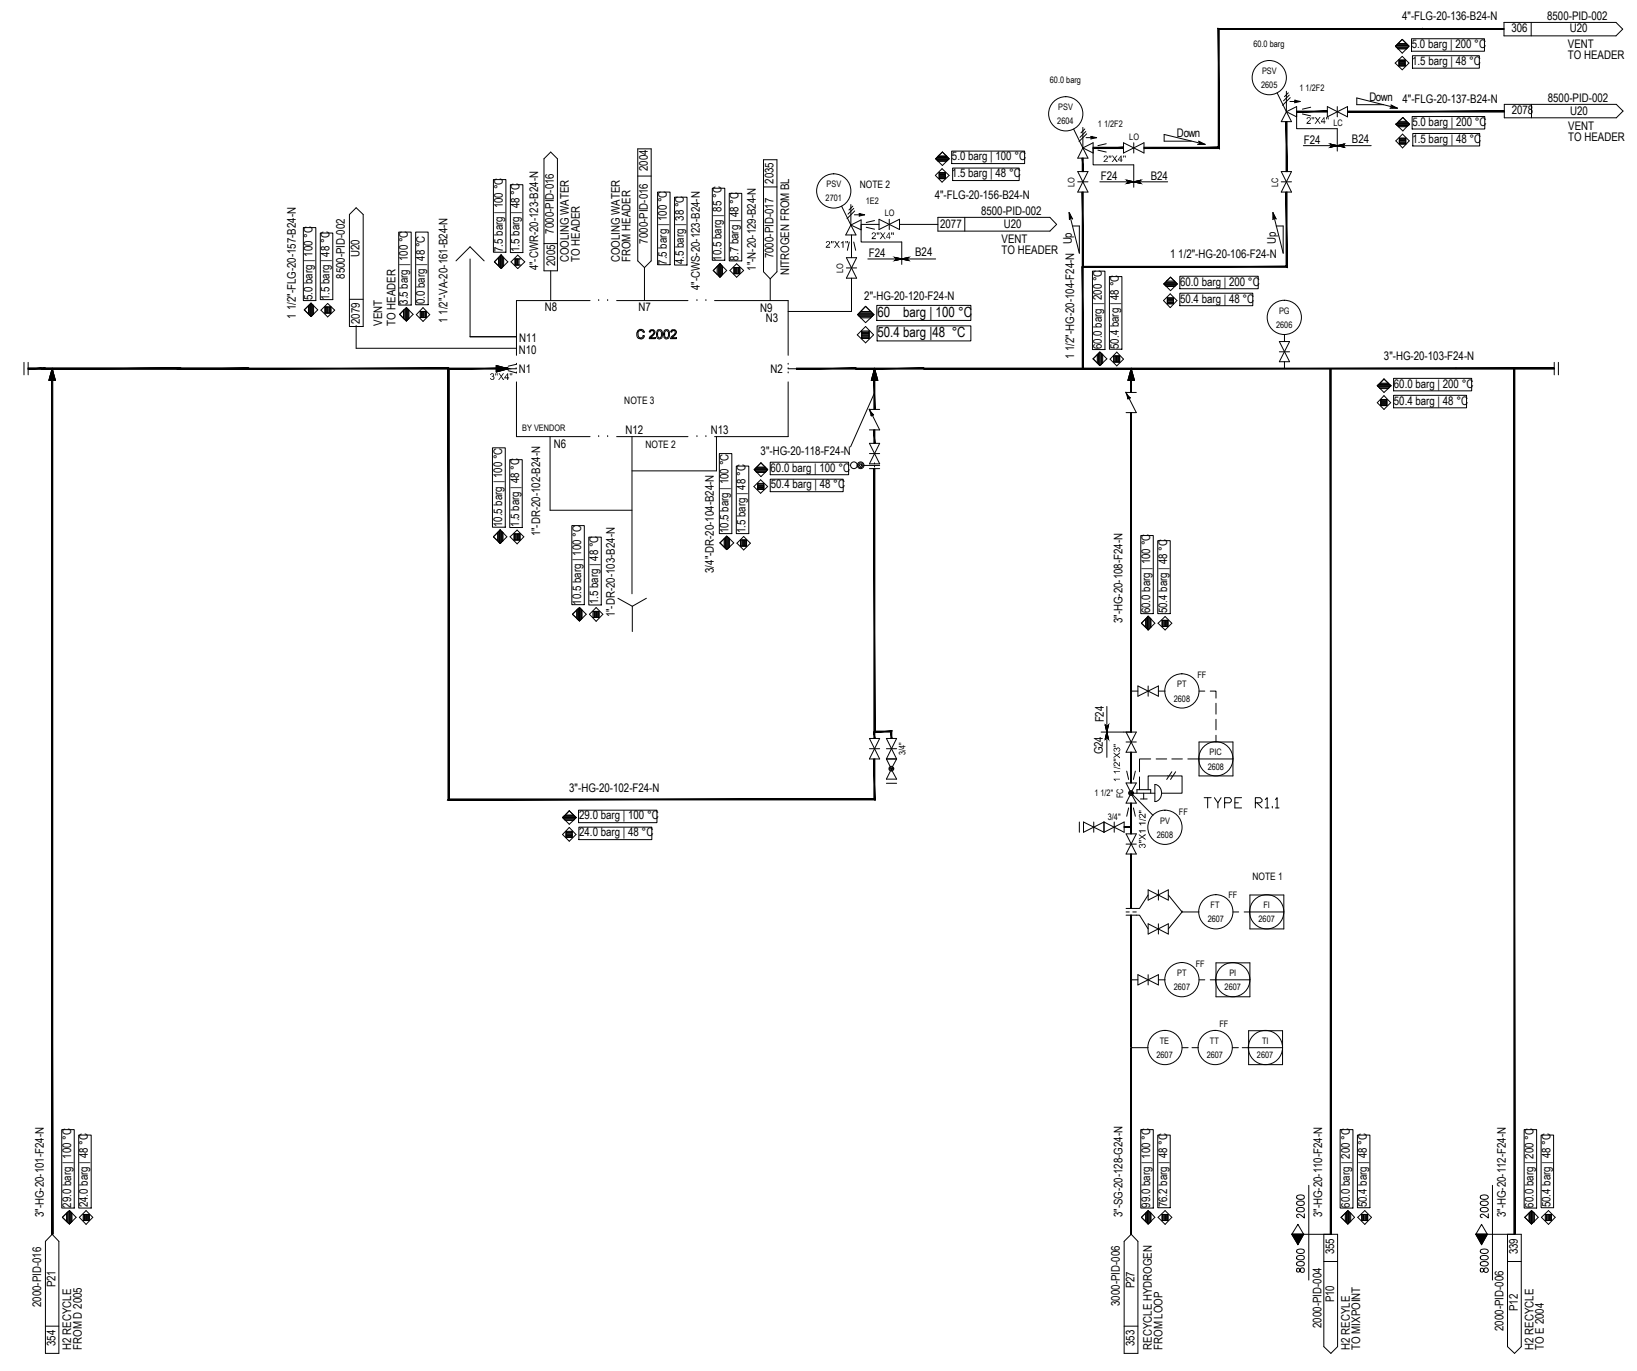 4"-FLG-20-136-B24-N
8500-PID-002
306
U20
VENT
TO HEADER
5.0 barg | 200 °C
1.5 barg | 48 °C
60.0 barg
PSV
2605
1 1/2F2
2"X4"
LC
F24
B24
Down
4"-FLG-20-137-B24-N
8500-PID-002
2078
U20
VENT
TO HEADER
5.0 barg | 200 °C
1.5 barg | 48 °C
60.0 barg
PSV
2604
1 1/2F2
2"X4"
LO
F24
B24
Down
LO
LC
Up
Up
1 1/2"-HG-20-106-F24-N
60.0 barg | 200 °C
50.4 barg | 48 °C
1 1/2"-HG-20-104-F24-N
60.0 barg | 200 °C
50.4 barg | 48 °C
PG
2606
3"-HG-20-103-F24-N
60.0 barg | 200 °C
50.4 barg | 48 °C
5.0 barg | 100 °C
1.5 barg | 48 °C
4"-FLG-20-156-B24-N
8500-PID-002
2077
U20
VENT
TO HEADER
PSV
2701
NOTE 2
1E2
LO
2"X4"
2"X1"
F24
B24
LO
2"-HG-20-120-F24-N
60 barg | 100 °C
50.4 barg | 48 °C
1 1/2"-FLG-20-157-B24-N
5.0 barg | 100 °C
1.5 barg | 48 °C
8500-PID-002
2079
U20
VENT
TO HEADER
3.5 barg | 100 °C
0.0 barg | 48 °C
1 1/2"-VA-20-161-B24-N
7.5 barg | 100 °C
1.5 barg | 48 °C
4"-CWR-20-123-B24-N
2005
7000-PID-016
COOLING WATER
TO HEADER
COOLING WATER
FROM HEADER
7000-PID-016
2004
7.5 barg | 100 °C
4.5 barg | 38 °C
4"-CWS-20-123-B24-N
10.5 barg | 85 °C
8.7 barg | 48 °C
1"-N-20-129-B24-N
7000-PID-017
2035
NITROGEN FROM BL
N8
N7
N9
N3
C 2002
N11
N10
N1
N2
3"X4"
NOTE 3
BY VENDOR
N6
N12
NOTE 2
N13
10.5 barg | 100 °C
1.5 barg | 48 °C
1"-DR-20-102-B24-N
10.5 barg | 100 °C
1.5 barg | 48 °C
1"-DR-20-103-B24-N
3/4"-DR-20-104-B24-N
10.5 barg | 100 °C
1.5 barg | 48 °C
3"-HG-20-118-F24-N
60.0 barg | 100 °C
50.4 barg | 48 °C
3/4"
3"-HG-20-102-F24-N
29.0 barg | 100 °C
24.0 barg | 48 °C
3"-HG-20-108-F24-N
60.0 barg | 100 °C
50.4 barg | 48 °C
PT
2608
FF
G24
F24
1 1/2"X3"
PIC
2608
1 1/2"
FC
TYPE R1.1
3/4"
3"X1 1/2"
PV
2608
FF
NOTE 1
FT
2607
FF
FI
2607
PT
2607
FF
PI
2607
TE
2607
TT
2607
FF
TI
2607
3"-HG-20-101-F24-N
29.0 barg | 100 °C
24.0 barg | 48 °C
2000-PID-016
354
P21
H2 RECYCLE
FROM D 2005
3"-SG-20-128-G24-N
99.0 barg | 100 °C
76.2 barg | 48 °C
3000-PID-006
353
P27
RECYCLE HYDROGEN
FROM LOOP
8000
2000
3"-HG-20-110-F24-N
60.0 barg | 200 °C
50.4 barg | 48 °C
2000-PID-004
P10
355
H2 RECYLE
TO MIXPOINT
8000
2000
3"-HG-20-112-F24-N
60.0 barg | 200 °C
50.4 barg | 48 °C
2000-PID-006
P12
339
H2 RECYCLE
TO E 2004